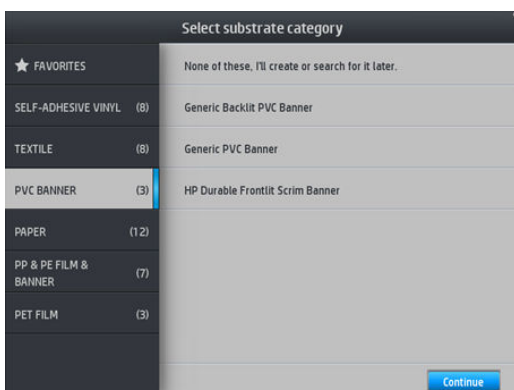 Select substrate category
FAVORITES
SELF-ADHESIVE VINYL (8)
TEXTILE (8)
PVC BANNER (3)
PAPER (12)
PP & PE FILM &
BANNER (7)
PET FILM (3)
None of these, I'll create or search for it later.
Generic Backlit PVC Banner
Generic PVC Banner
HP Durable Frontlit Scrim Banner
Continue